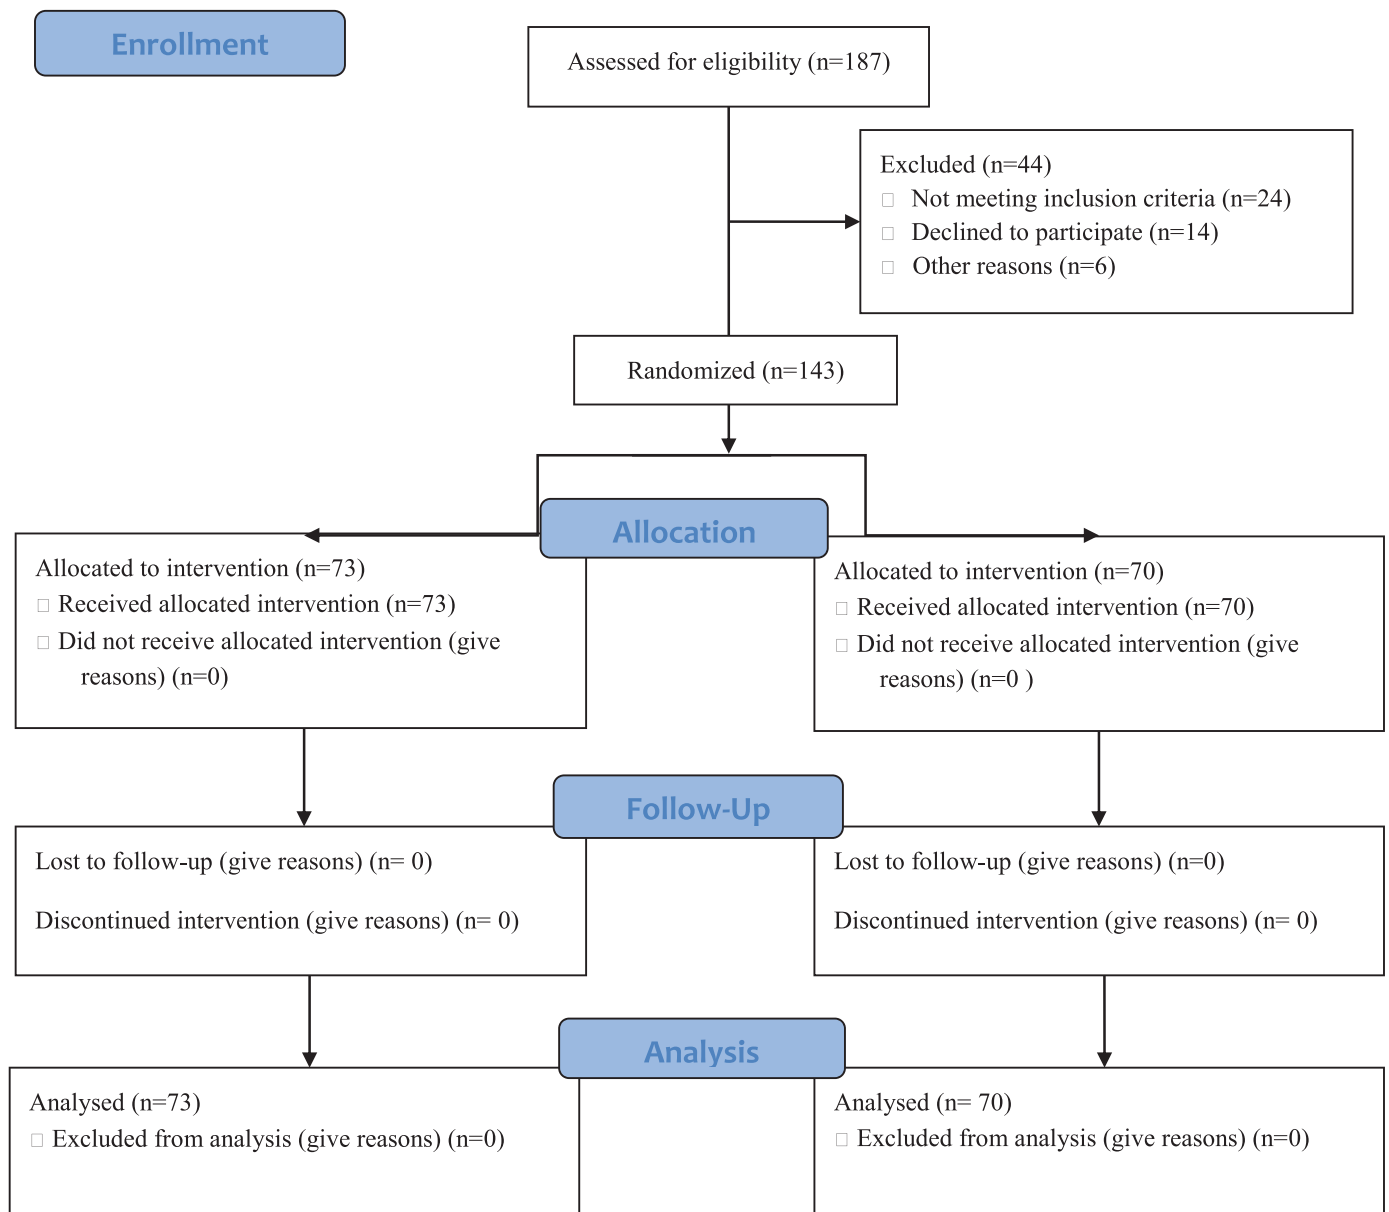 Enrollment
Assessed for eligibility (n=187)
Excluded (n=44)
□ Not meeting inclusion criteria (n=24)
□ Declined to participate (n=14)
□ Other reasons (n=6)
Randomized (n=143)
Allocation
Allocated to intervention (n=73)
□ Received allocated intervention (n=73)
□ Did not receive allocated intervention (give
reasons) (n=0)
Allocated to intervention (n=70)
□ Received allocated intervention (n=70)
□ Did not receive allocated intervention (give
reasons) (n=0 )
Follow-Up
Lost to follow-up (give reasons) (n= 0)
Discontinued intervention (give reasons) (n= 0)
Lost to follow-up (give reasons) (n=0)
Discontinued intervention (give reasons) (n= 0)
Analysis
Analysed (n=73)
□ Excluded from analysis (give reasons) (n=0)
Analysed (n= 70)
□ Excluded from analysis (give reasons) (n=0)